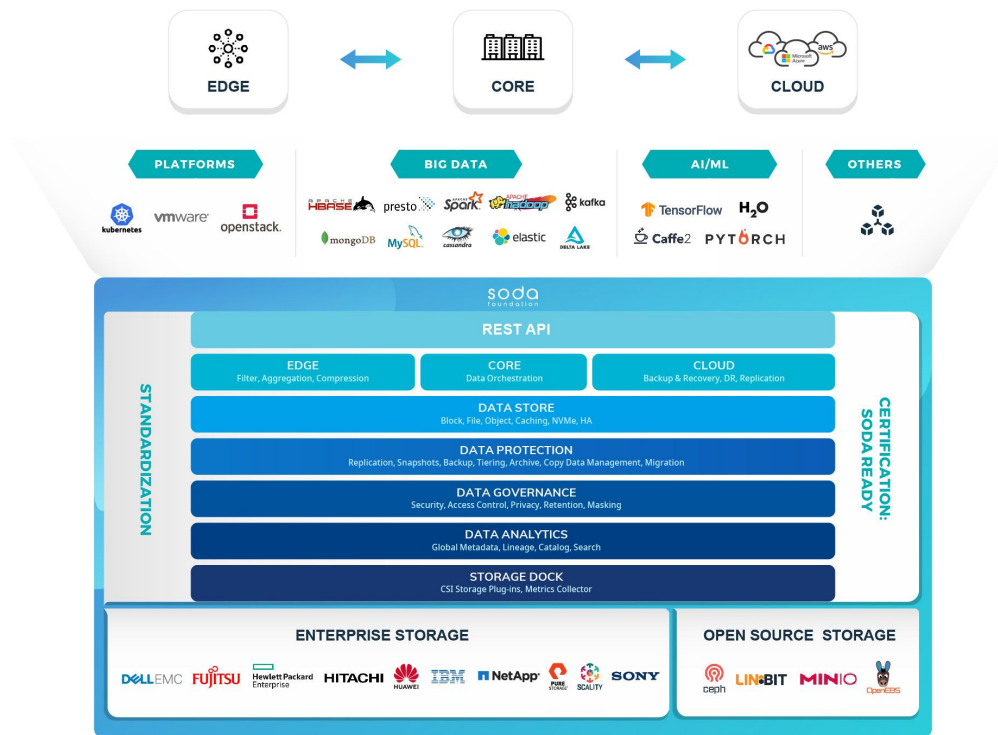 Microsoft
Azure
aws
EDGE
CORE
CLOUD
PLATFORMS
BIG DATA
AI/ML
OTHERS
kubernetes
vmware
openstack.
APACHE
HBASE
presto
Spark
APACHE
hadoop
kafka
mongoDB
MySQL
cassandra
elastic
DELTA LAKE
TensorFlow
H2O
Caffe2
PYTORCH
soda
foundation
REST API
STANDARDIZATION
EDGE
Filter, Aggregation, Compression
CORE
Data Orchestration
CLOUD
Backup & Recovery, DR, Replication
DATA STORE
Block, File, Object, Caching, NVMe, HA
DATA PROTECTION
Replication, Snapshots, Backup, Tiering, Archive, Copy Data Management, Migration
DATA GOVERNANCE
Security, Access Control, Privacy, Retention, Masking
DATA ANALYTICS
Global Metadata, Lineage, Catalog, Search
STORAGE DOCK
CSI Storage Plug-ins, Metrics Collector
CERTIFICATION:
SODA READY
ENTERPRISE STORAGE
DELLEMC
FUJITSU
Hewlett Packard
Enterprise
HITACHI
HUAWEI
IBM
NetApp
PURE
STORAGE
SCALITY
SONY
OPEN SOURCE STORAGE
ceph
LINBIT
MINIO
OpenEBS